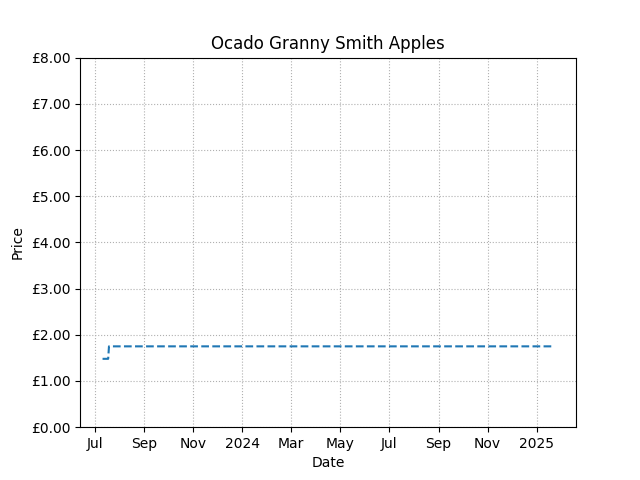 Ocado Granny Smith Apples
£8.00
£7.00
£6.00
£5.00
£4.00
£3.00
£2.00
£1.00
£0.00
Price
Jul Sep Nov 2024 Mar May Jul Sep Nov 2025
Date